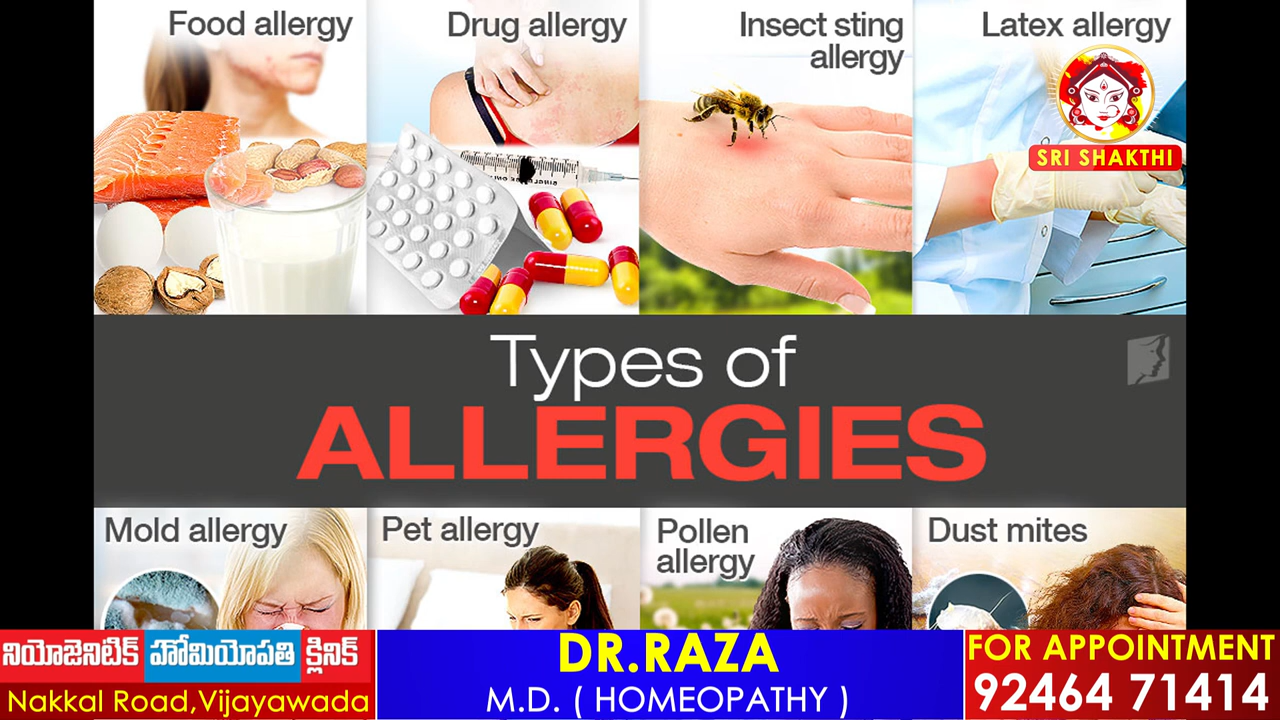 Food allergy
Drug allergy
Insect sting
allergy
Latex allergy
SRI SHAKTHI
Types of
ALLERGIES
Mold allergy
Pet allergy
Pollen
allergy
Dust mites
నియోజెనిటిక్ హోమియోపతి క్లినిక్
Nakkal Road,Vijayawada
DR.RAZA
M.D. ( HOMEOPATHY )
FOR APPOINTMENT
92464 71414